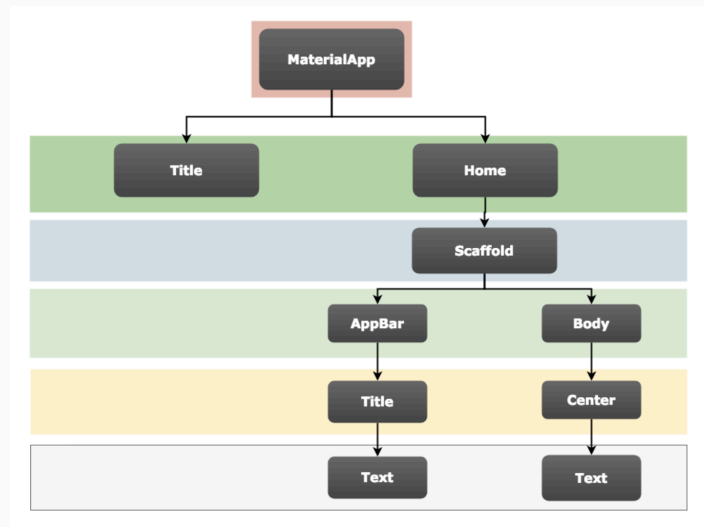 MaterialApp
Title
Home
Scaffold
AppBar
Body
Title
Center
Text
Text